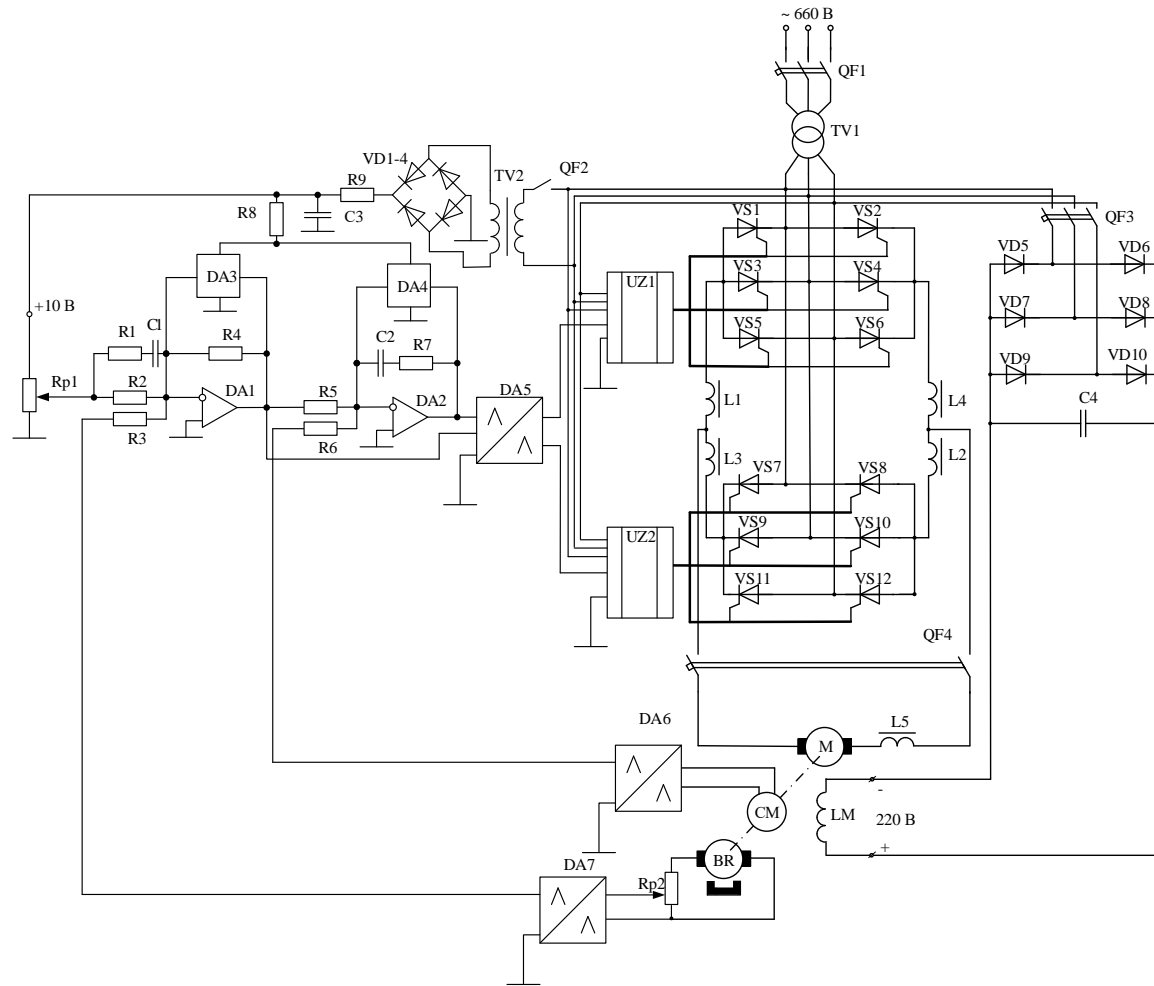 ~ 660 В
QF1
TV1
VD1-4
TV2
QF2
R9
R8
C3
QF3
VS1
VS2
VD5
VD6
DA3
DA4
UZ1
VS3
VS4
+10 В
VD7
VD8
R1
C1
R4
C2
R7
VS5
VS6
VD9
VD10
Rp1
R2
DA1
R5
DA2
DA5
L1
L4
C4
R3
R6
L3
L2
VS7
VS8
UZ2
VS9
VS10
VS11
VS12
QF4
DA6
M
L5
CM
LM
-
220 В
+
BR
DA7
Rp2